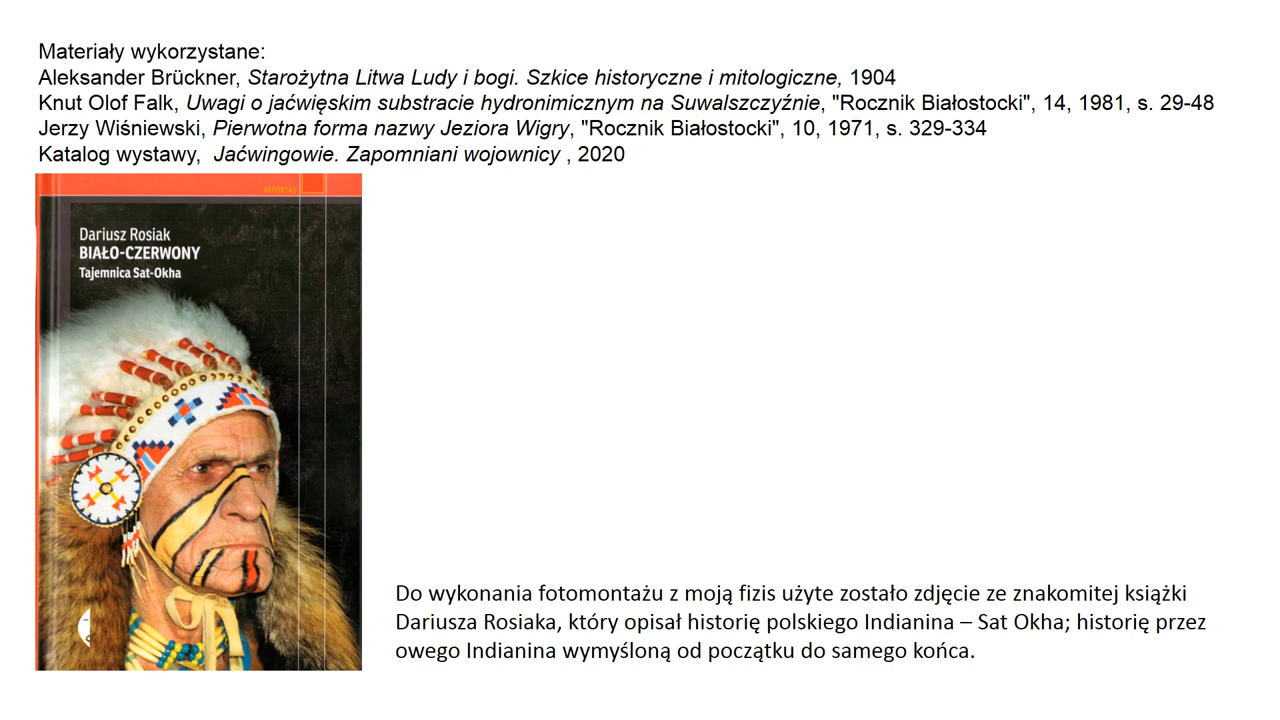 Materiały wykorzystane:
Aleksander Brückner, Starożytna Litwa Ludy i bogi. Szkice historyczne i mitologiczne, 1904
Knut Olof Falk, Uwagi o jaćwięskim substracie hydronimicznym na Suwalszczyźnie, "Rocznik Białostocki", 14, 1981, s. 29-48
Jerzy Wiśniewski, Pierwotna forma nazwy Jeziora Wigry, "Rocznik Białostocki", 10, 1971, s. 329-334
Katalog wystawy, Jaćwingowie. Zapomniani wojownicy , 2020
REPORTAŻ
Dariusz Rosiak
BIAŁO-CZERWONY
Tajemnica Sat-Okha
Do wykonania fotomontażu z moją fizis użyte zostało zdjęcie ze znakomitej książki
Dariusza Rosiaka, który opisał historię polskiego Indianina – Sat Okha; historię przez
owego Indianina wymyśloną od początku do samego końca.